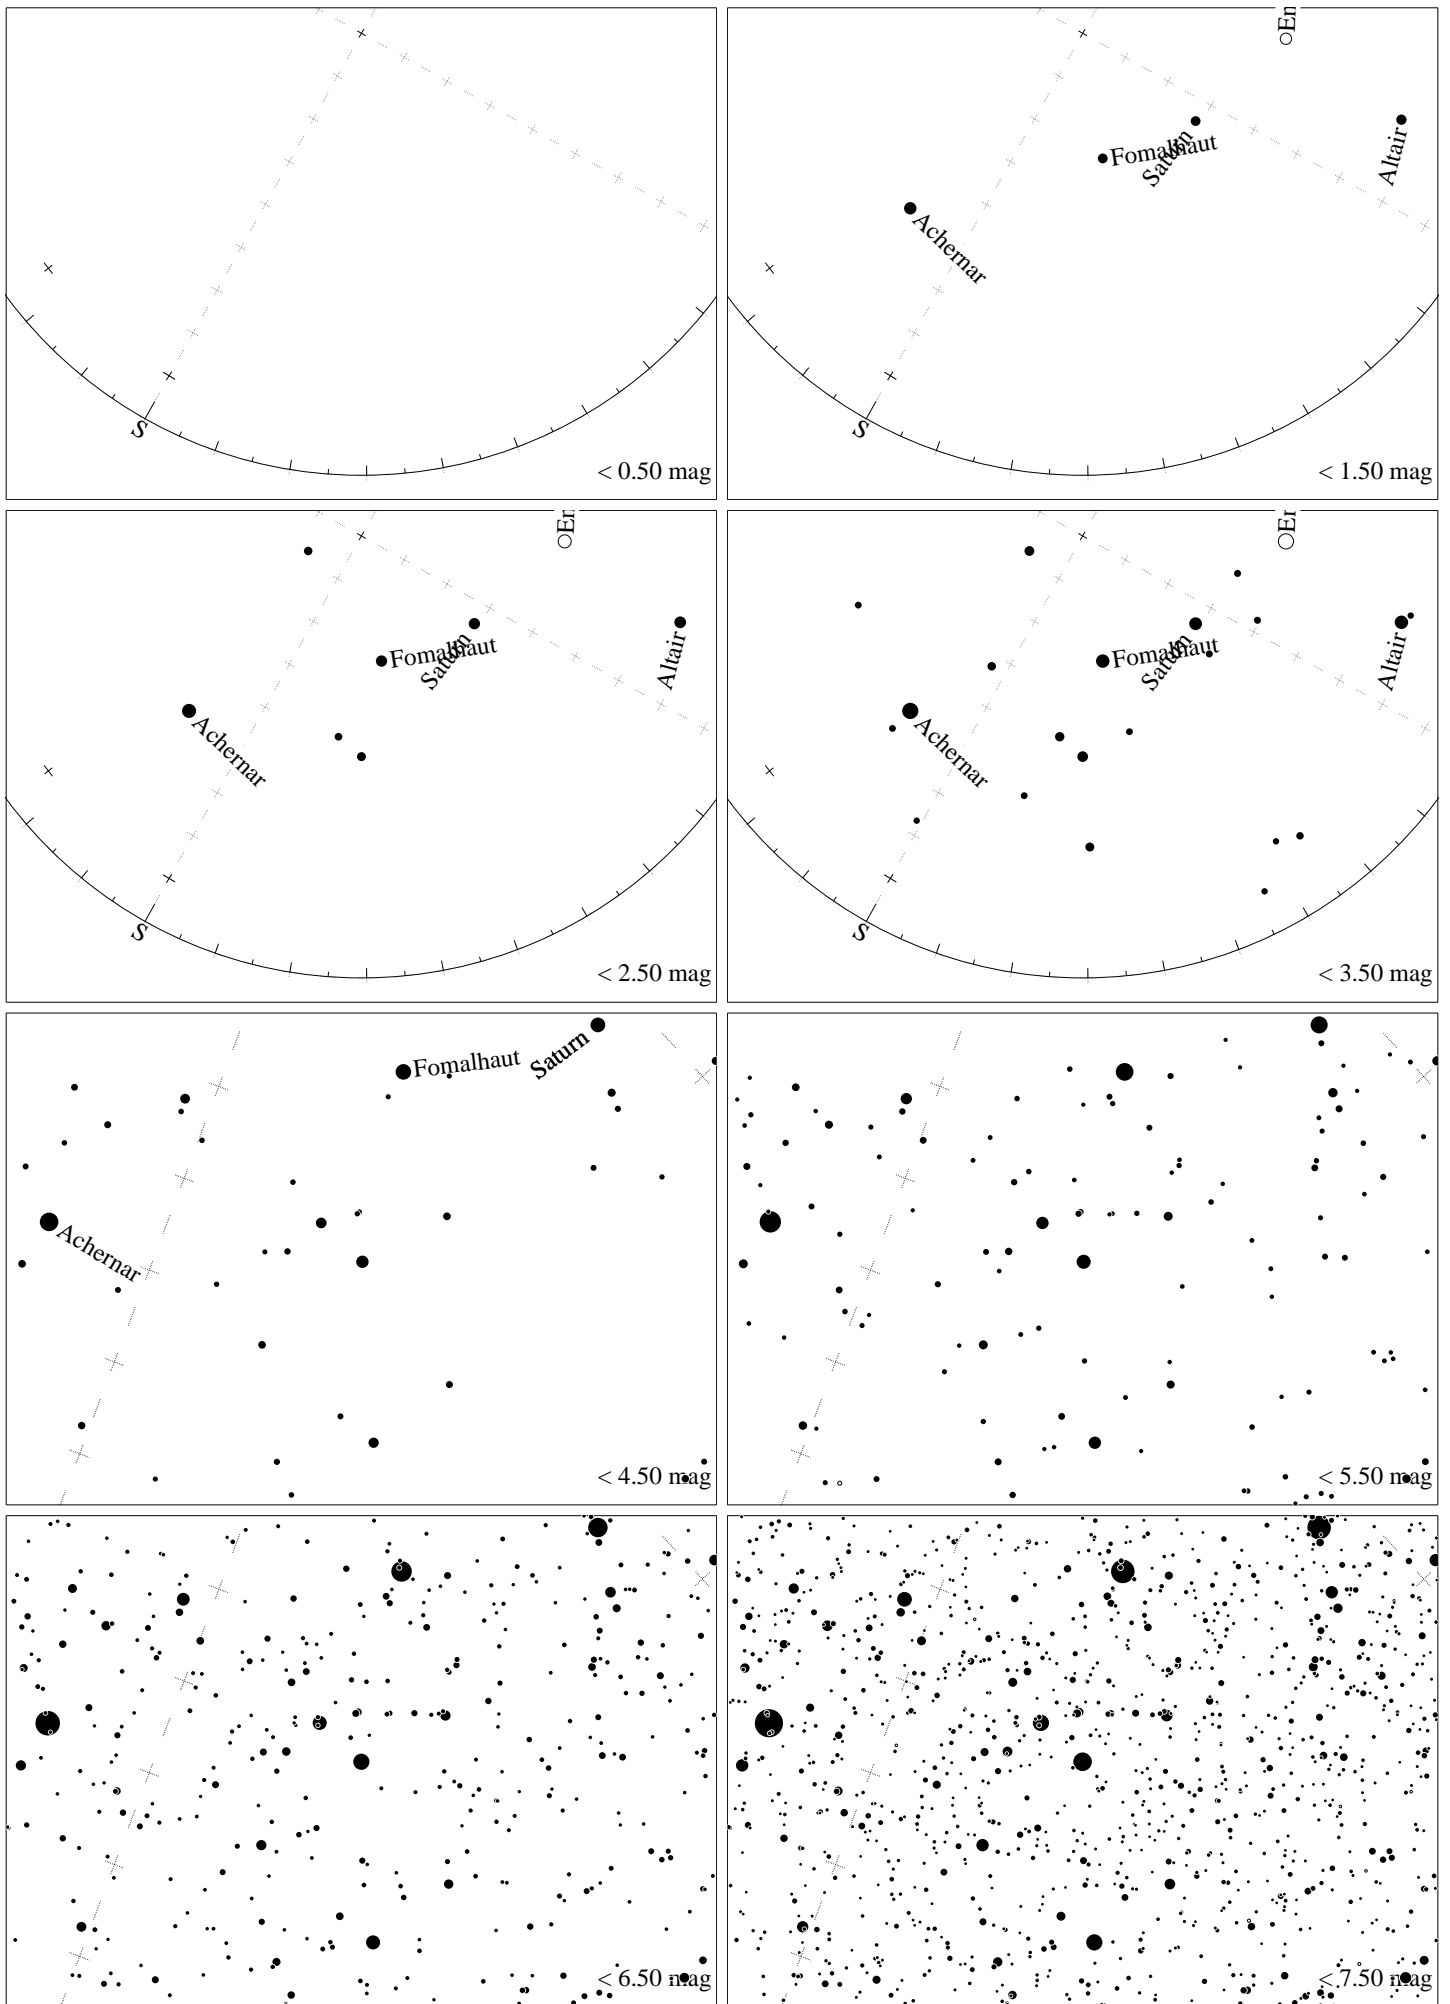 S
< 0.50 mag
En
Fomalhaut
Saturn
Altair
Achernar
S
< 1.50 mag
Fomalhaut
Saturn
Altair
Achernar
S
< 2.50 mag
Fomalhaut
Saturn
Altair
Achernar
S
< 3.50 mag
Fomalhaut
Saturn
Achernar
< 4.50 mag
< 5.50 mag
< 6.50 mag
< 7.50 mag